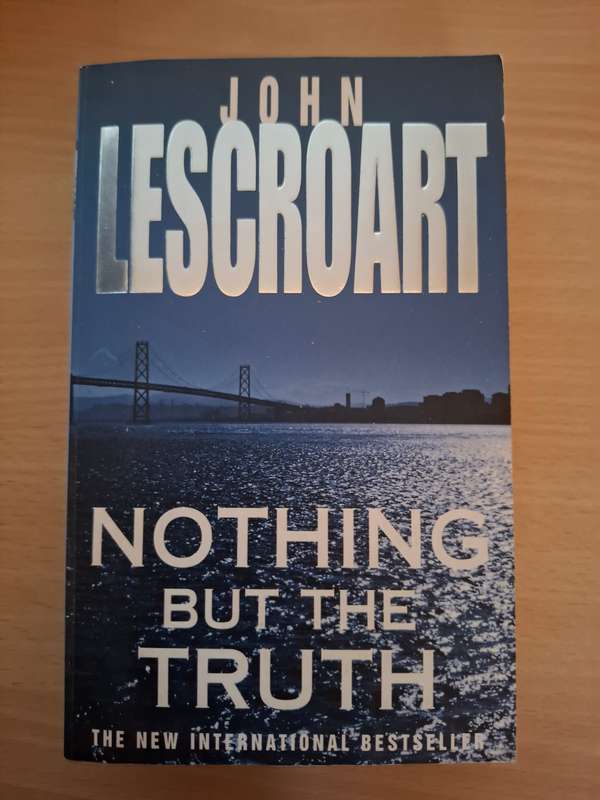 JOHN
LESCROART
NOTHING
BUT THE
TRUTH
THE NEW INTERNATIONAL BESTSELLER